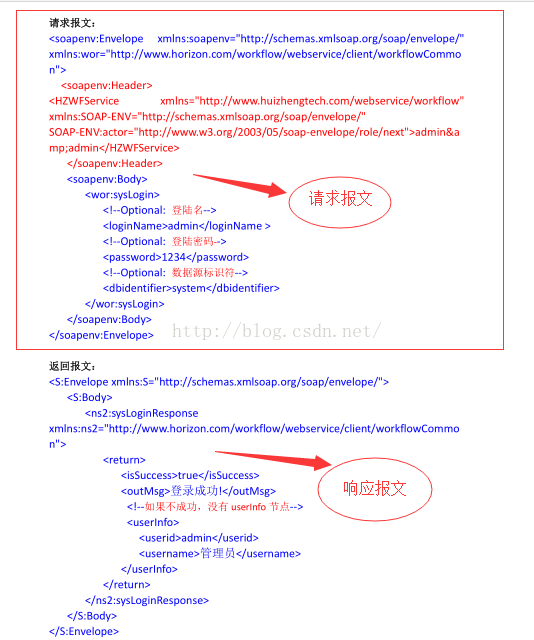 请求报文:
<soapenv:Envelope xmlns:soapenv="http://schemas.xmlsoap.org/soap/envelope/"
xmlns:wor="http://www.horizon.com/workflow/webservice/client/workflowCommo
n">
<soapenv:Header>
<HZWFService xmlns="http://www.huizhengtech.com/webservice/workflow"
xmlns:SOAP-ENV="http://schemas.xmlsoap.org/soap/envelope/"
SOAP-ENV:actor="http://www.w3.org/2003/05/soap-envelope/role/next">admin&a
mp;admin</HZWFService>
</soapenv:Header>
<soapenv:Body>
<wor:sysLogin>
<!--Optional: 登陆名-->
<loginName>admin</loginName >
<!--Optional: 登陆密码-->
<password>1234</password>
<!--Optional: 数据源标识符-->
<dbidentifier>system</dbidentifier>
</wor:sysLogin>
</soapenv:Body>
</soapenv:Envelope>
请求报文
http://blog.csdn.net/
返回报文:
<S:Envelope xmlns:S="http://schemas.xmlsoap.org/soap/envelope/">
<S:Body>
<ns2:sysLoginResponse
xmlns:ns2="http://www.horizon.com/workflow/webservice/client/workflowCommo
n">
<return>
<isSuccess>true</isSuccess>
<outMsg>登录成功!</outMsg>
<!--如果不成功，没有 userInfo 节点-->
<userInfo>
<userid>admin</userid>
<username>管理员</username>
</userInfo>
</return>
</ns2:sysLoginResponse>
</S:Body>
</S:Envelope>
响应报文